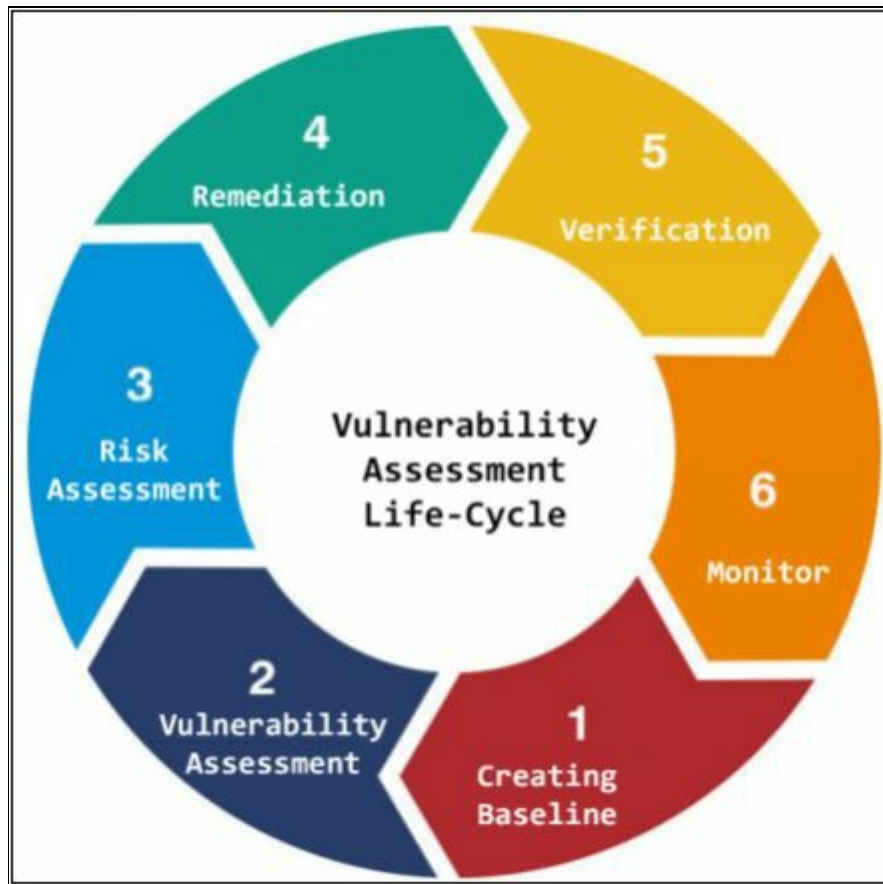 Vulnerability
Assessment
Life-Cycle
1
Creating
Baseline
2
Vulnerability
Assessment
3
Risk
Assessment
4
Remediation
5
Verification
6
Monitor